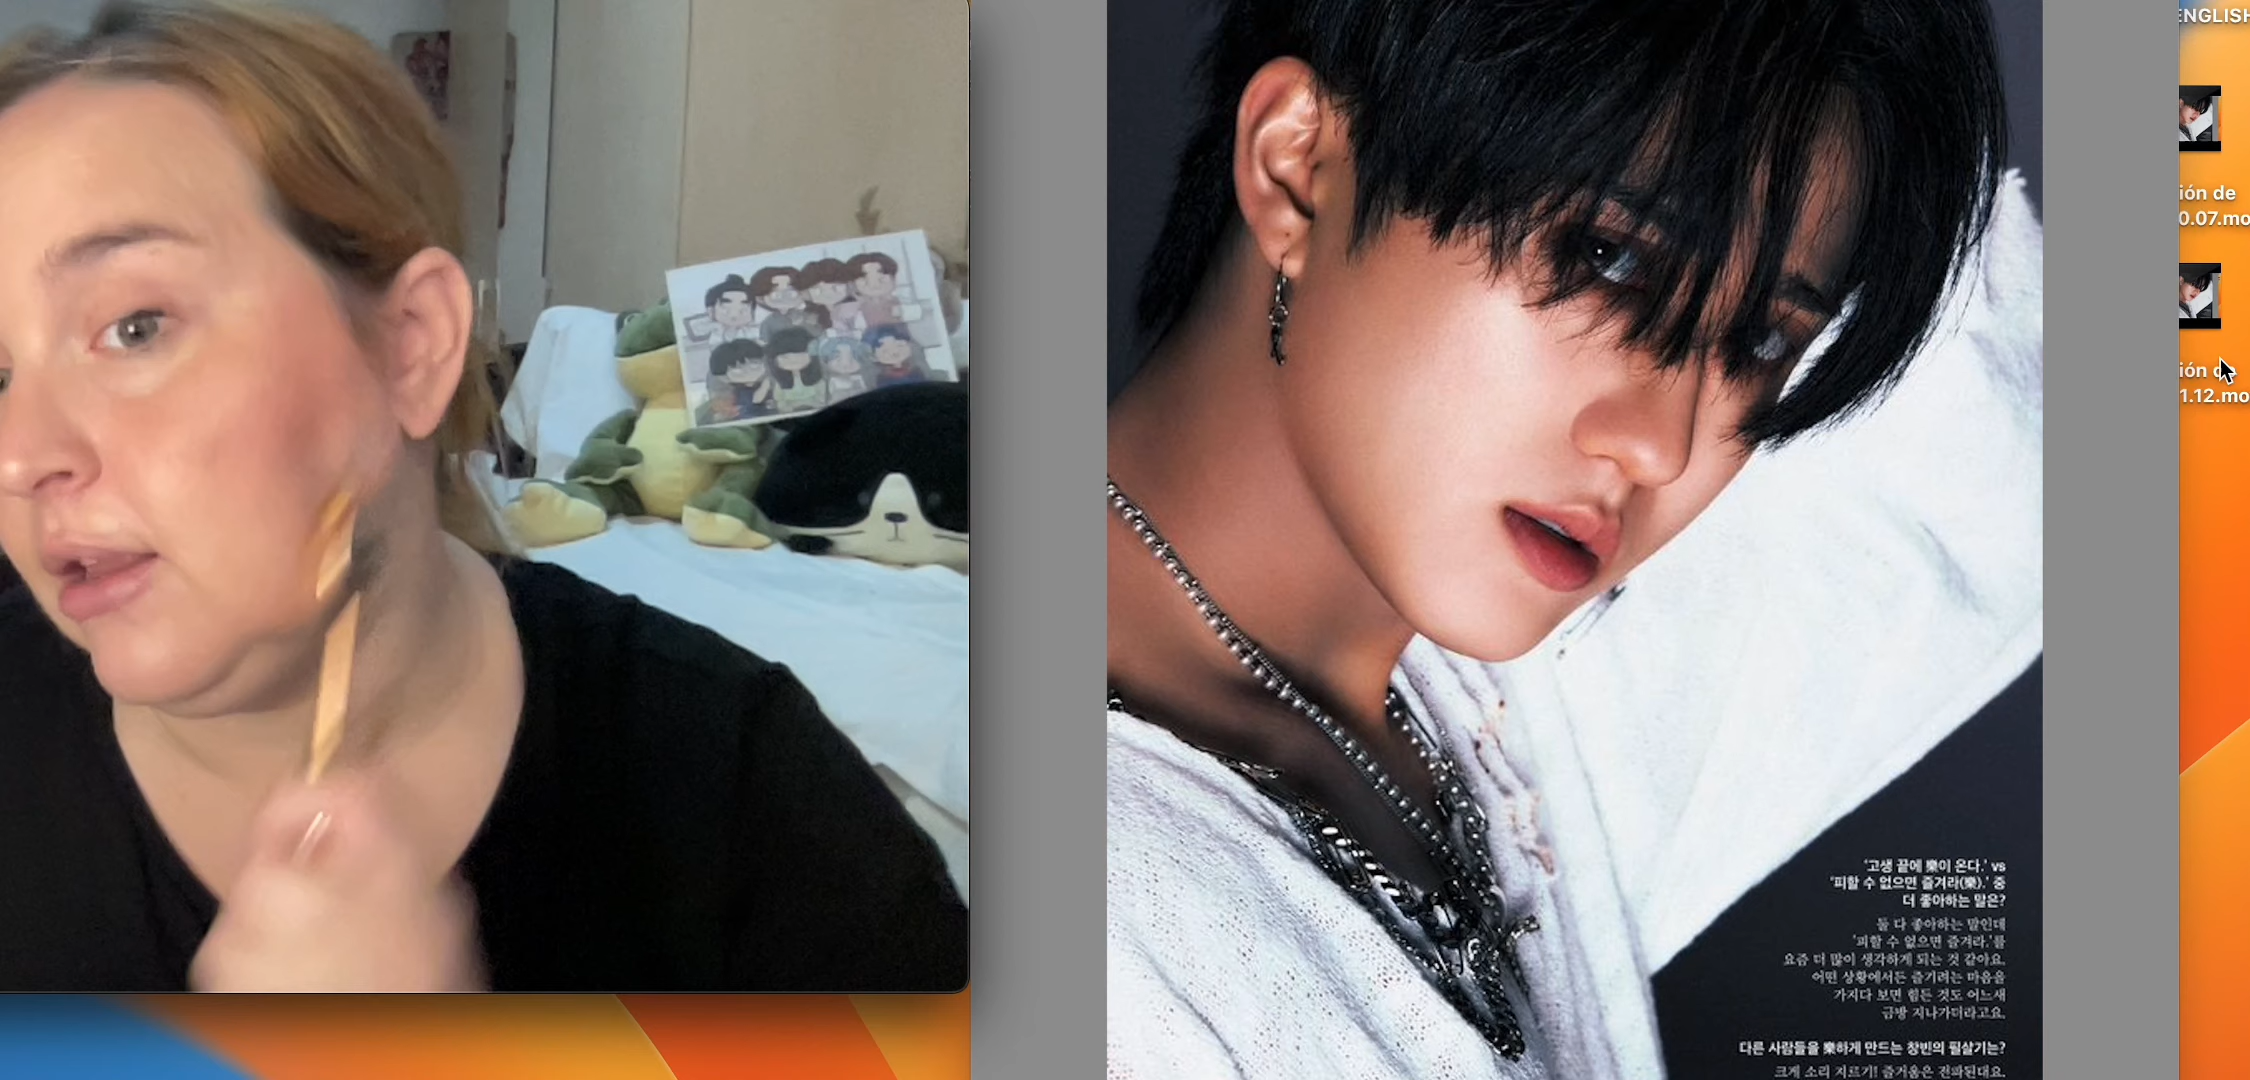 ENGLISH
ión de
0.07.mo
ión de
1.12.mo
'고생 끝에 樂이 온다.' vs
'피할 수 없으면 즐겨라(樂).' 중
더 좋아하는 말은?
둘 다 좋아하는 말인데
'피할 수 없으면 즐겨라.'를
요즘 더 많이 생각하게 되는 것 같아요.
어떤 상황에서든 즐기려는 마음을
가지다 보면 힘든 것도 어느새
금방 지나가더라고요.
다른 사람들을 樂하게 만드는 창빈의 필살기는?
크게 소리 지르기! 즐거움은 전파된대요.